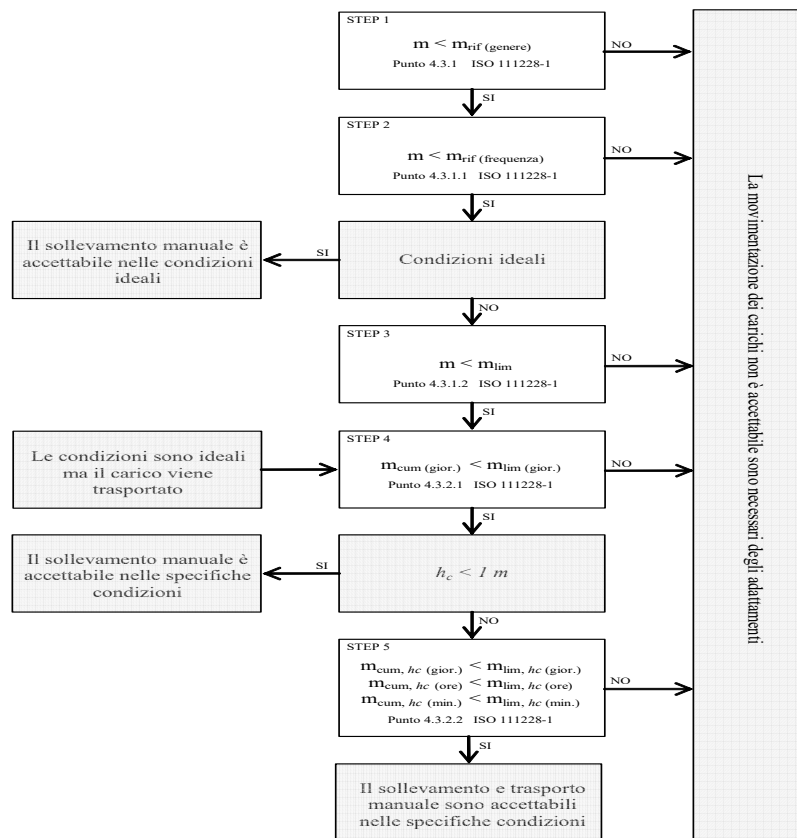 STEP 1
m < mrif (genere)
Punto 4.3.1 ISO 111228-1
NO
SI
STEP 2
m < mrif (frequenza)
Punto 4.3.1.1 ISO 111228-1
NO
SI
Il sollevamento manuale è
accettabile nelle condizioni
ideali
SI
Condizioni ideali
NO
STEP 3
m < mlim
Punto 4.3.1.2 ISO 111228-1
NO
SI
Le condizioni sono ideali
ma il carico viene
trasportato
STEP 4
mcum (gior.) < mlim (gior.)
Punto 4.3.2.1 ISO 111228-1
NO
SI
Il sollevamento manuale è
accettabile nelle specifiche
condizioni
SI
hc < 1 m
NO
STEP 5
mcum, hc (gior.) < mlim, hc (gior.)
mcum, hc (ore) < mlim, hc (ore)
mcum, hc (min.) < mlim, hc (min.)
Punto 4.3.2.2 ISO 111228-1
NO
SI
Il sollevamento e trasporto
manuale sono accettabili
nelle specifiche condizioni
La movimentazione dei carichi non è accettabile sono necessari degli adattamenti